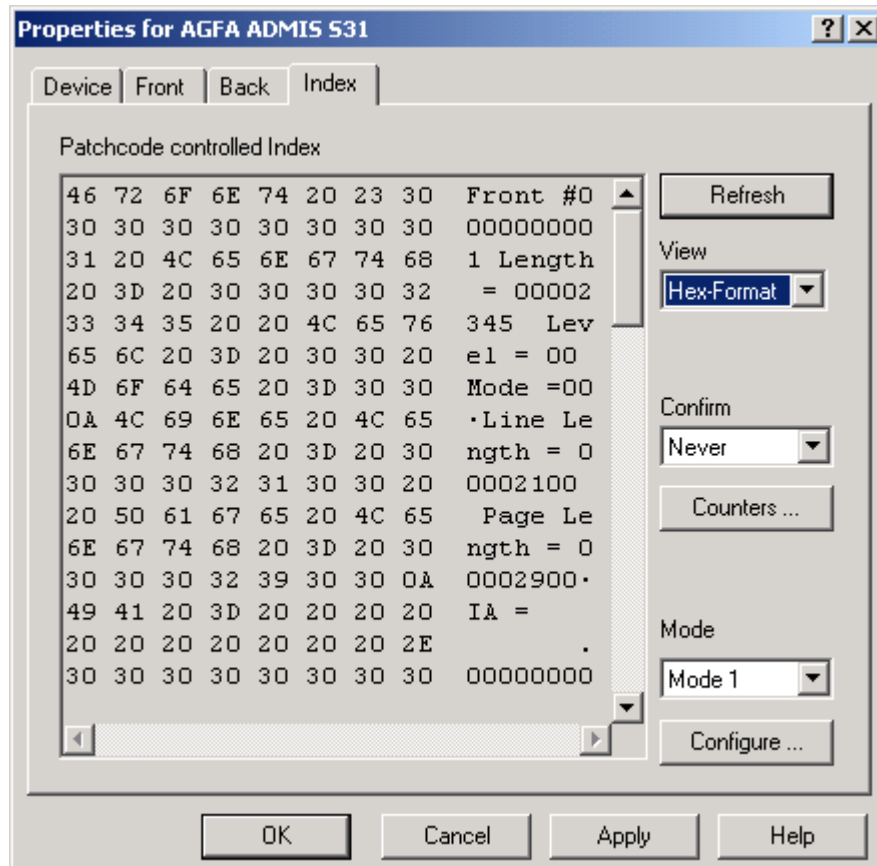 Properties for AGFA ADMIS S31
Device Front Back Index
Patchcode controlled Index
46 72 6F 6E 74 20 23 30 Front #0
30 30 30 30 30 30 30 30 00000000
31 20 4C 65 6E 67 74 68 1 Length
20 3D 20 30 30 30 30 32 = 00002
33 34 35 20 20 4C 65 76 345  Lev
65 6C 20 3D 20 30 30 20 el = 00
4D 6F 64 65 20 3D 30 30 Mode =00
0A 4C 69 6E 65 20 4C 65 ·Line Le
6E 67 74 68 20 3D 20 30 ngth = 0
30 30 30 32 31 30 30 20 0002100
20 50 61 67 65 20 4C 65 Page Le
6E 67 74 68 20 3D 20 30 ngth = 0
30 30 30 32 39 30 30 0A 0002900·
49 41 20 3D 20 20 20 20 IA =
20 20 20 20 20 20 20 2E .
30 30 30 30 30 30 30 30 00000000
Refresh
View
Hex-Format
Confirm
Never
Counters ...
Mode
Mode 1
Configure ...
OK Cancel Apply Help